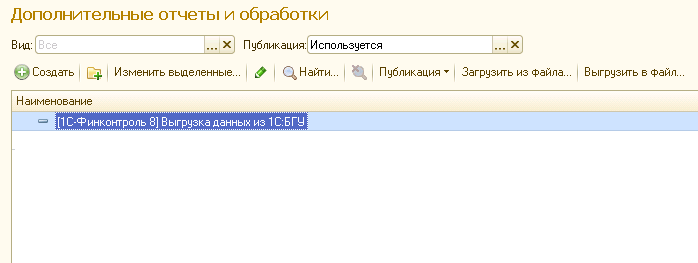 Дополнительные отчеты и обработки
Вид: Все ... Публикация: Используется ...
Создать Изменить выделенные... Найти... Публикация Загрузить из файла... Выгрузить в файл...
Наименование
[1С-Финконтроль 8] Выгрузка данных из 1С:БГУ